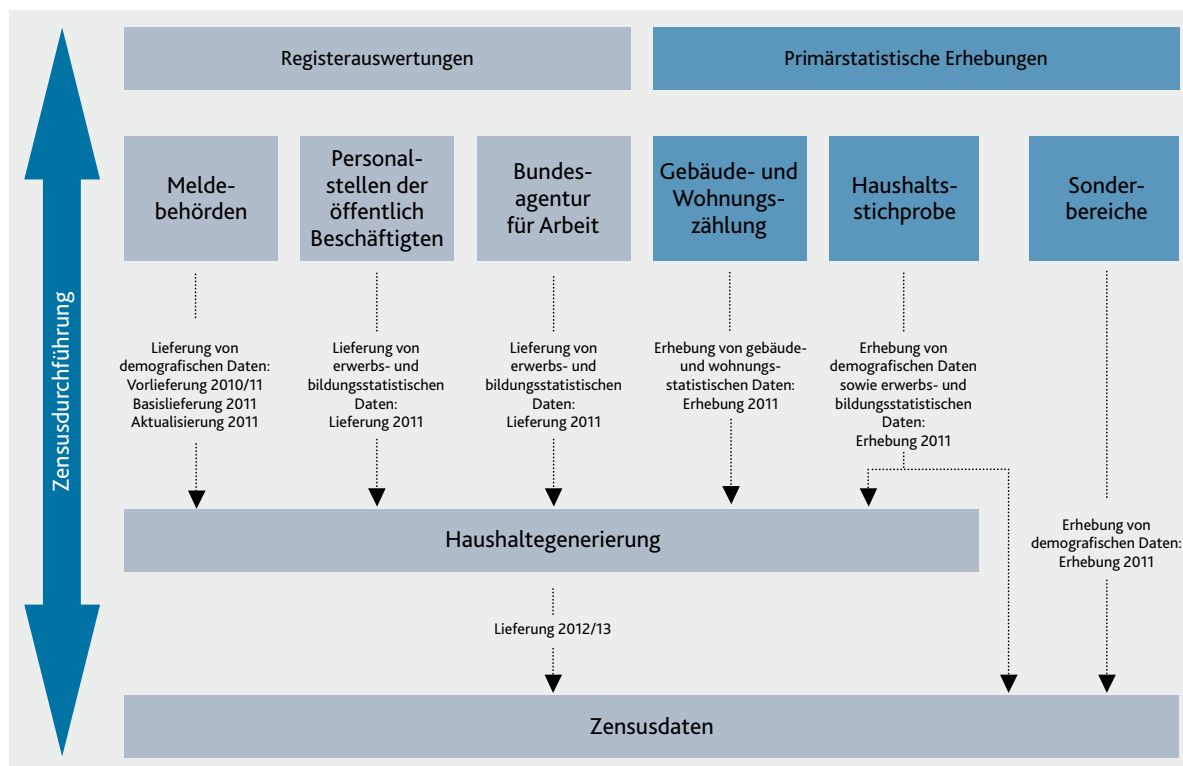 Zensusdurchführung
Registerauswertungen
Primärstatistische Erhebungen
Melde-
behörden
Personal-
stellen der
öffentlich
Beschäftigten
Bundes-
agentur
für Arbeit
Gebäude- und
Wohnungs-
zählung
Haushalts-
stichprobe
Sonder-
bereiche
Lieferung von
demografischen Daten:
Vorlieferung 2010/11
Basislieferung 2011
Aktualisierung 2011
Lieferung von
erwerbs- und
bildungsstatistischen
Daten:
Lieferung 2011
Lieferung von
erwerbs- und
bildungsstatistischen
Daten:
Lieferung 2011
Erhebung von gebäude-
und wohnungs-
statistischen Daten:
Erhebung 2011
Erhebung von
demografischen Daten
sowie erwerbs- und
bildungsstatistischen
Daten:
Erhebung 2011
Erhebung von
demografischen Daten:
Erhebung 2011
Haushaltegenerierung
Lieferung 2012/13
Zensusdaten